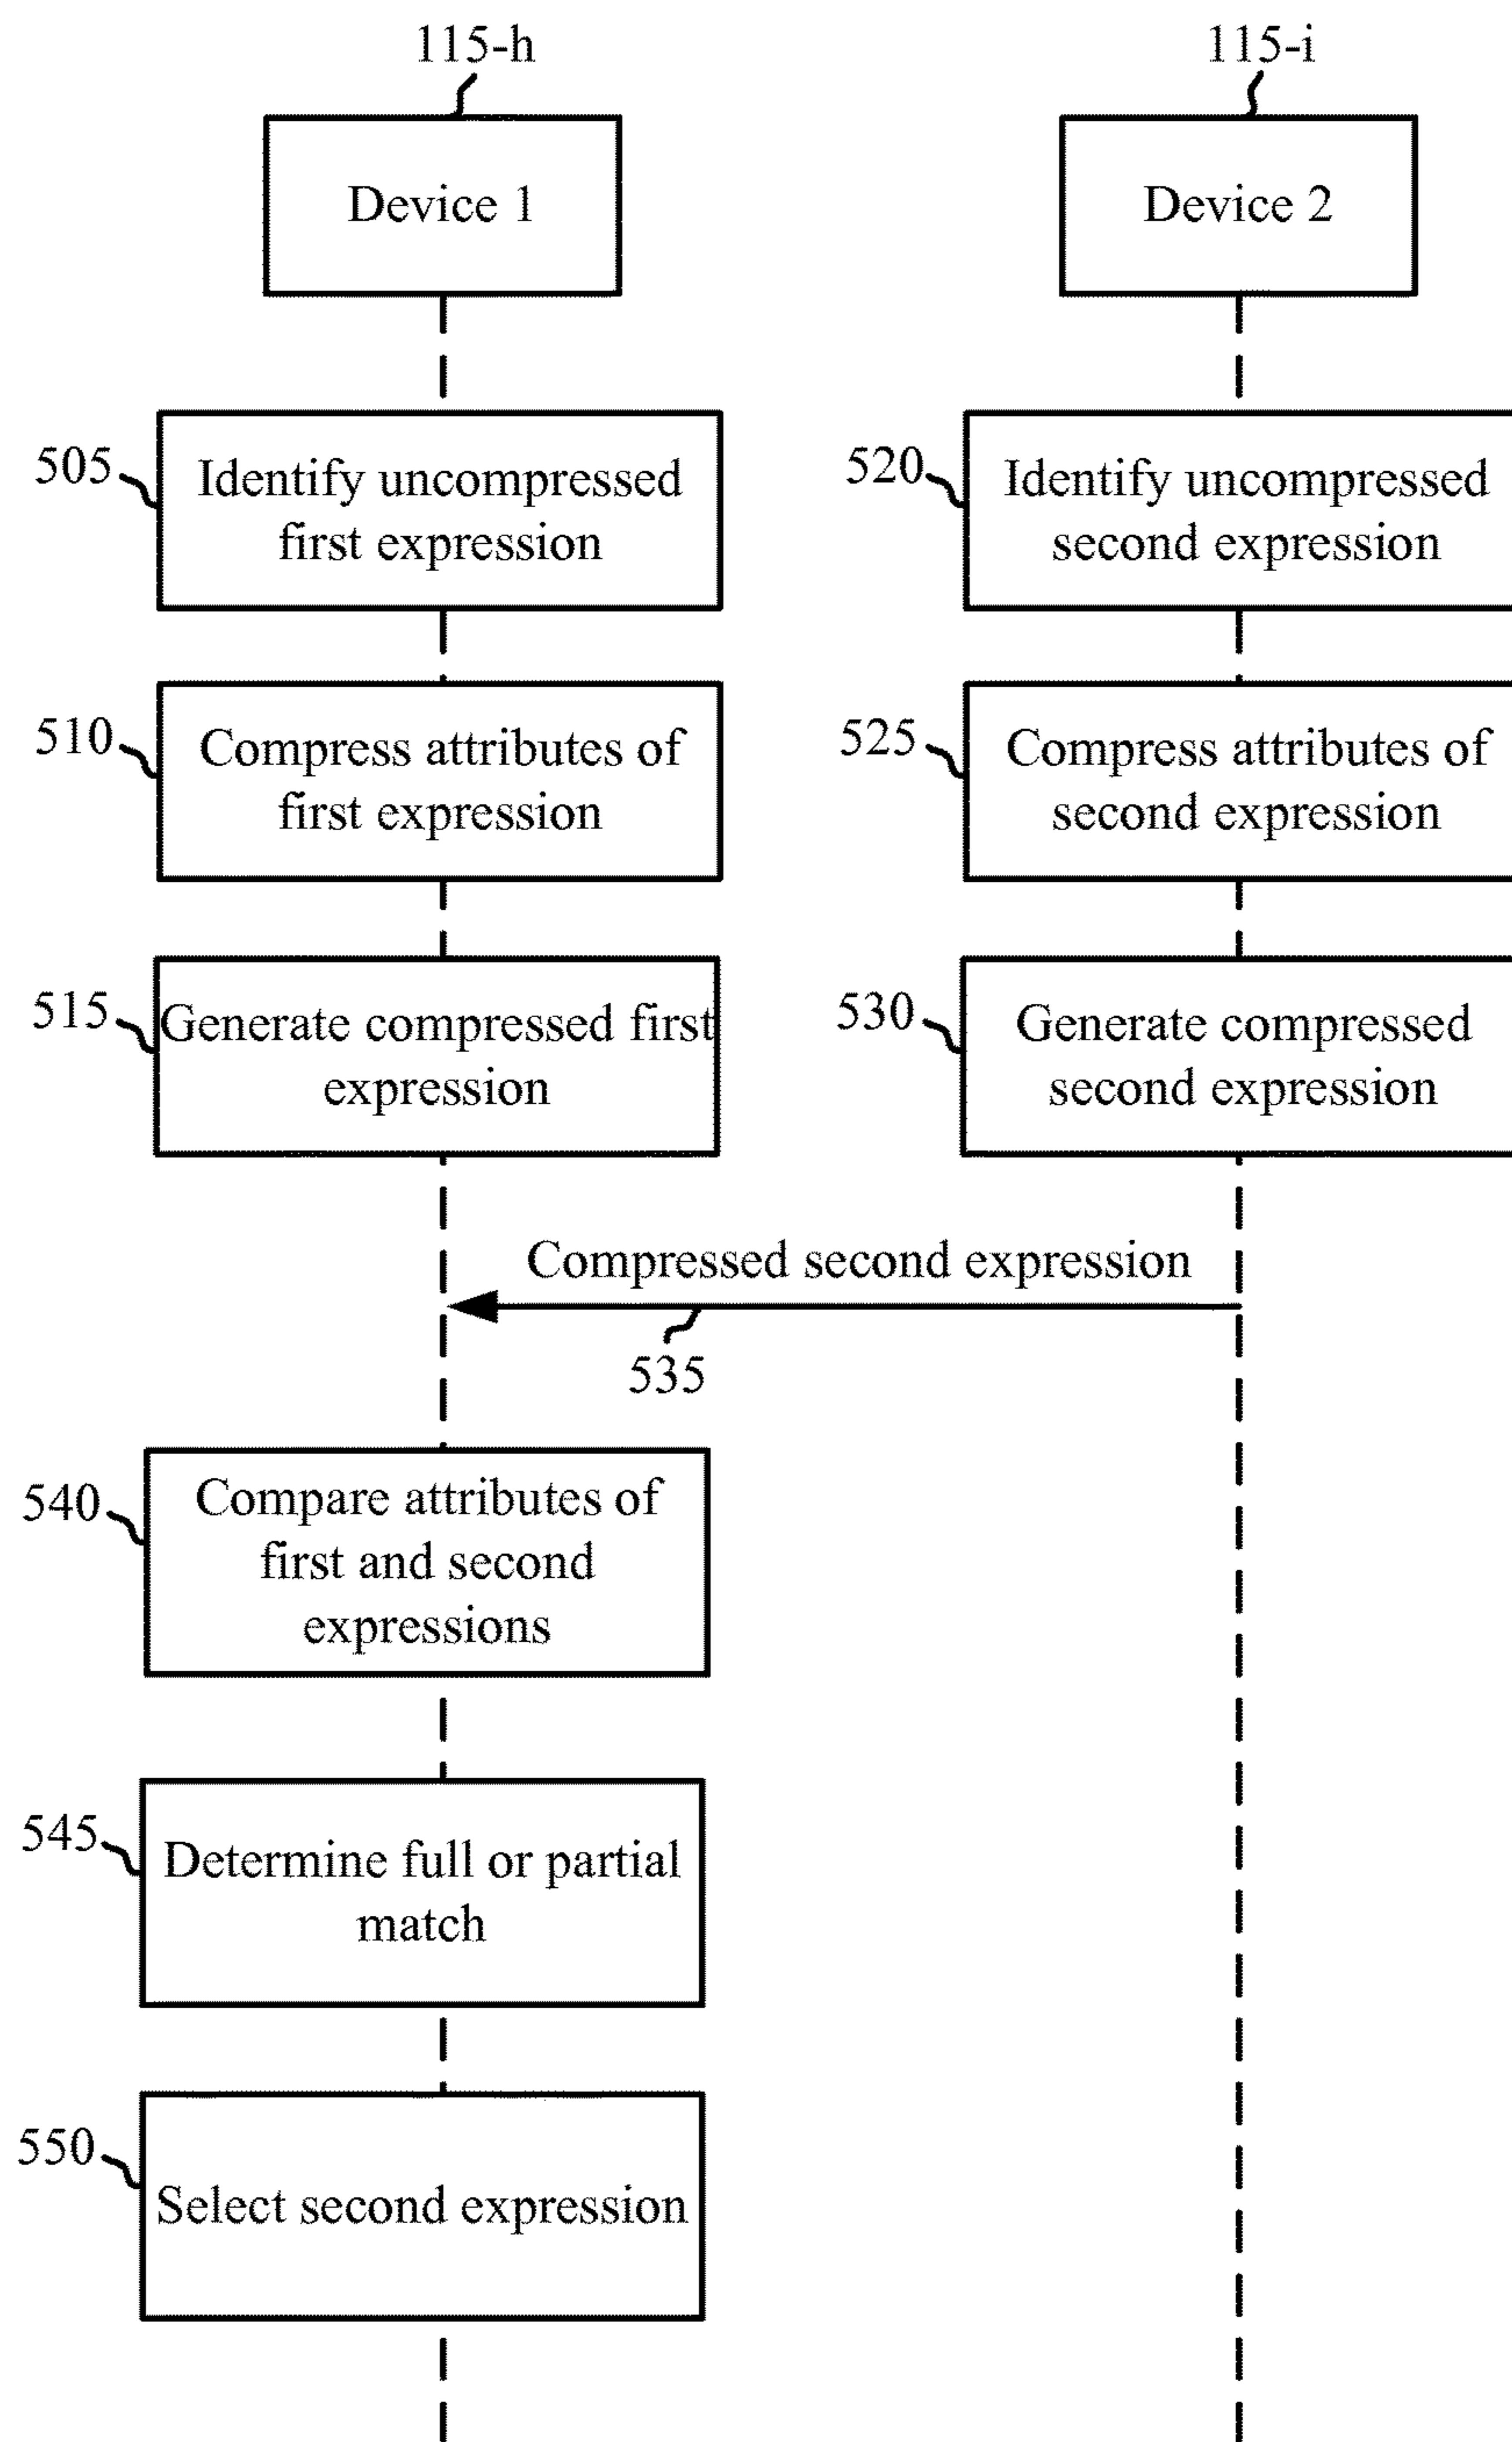 115-h
115-i
Device 1
Device 2
505
Identify uncompressed
first expression
520
Identify uncompressed
second expression
510
Compress attributes of
first expression
525
Compress attributes of
second expression
515
Generate compressed first
expression
530
Generate compressed
second expression
Compressed second expression
535
540
Compare attributes of
first and second
expressions
545
Determine full or partial
match
550
Select second expression